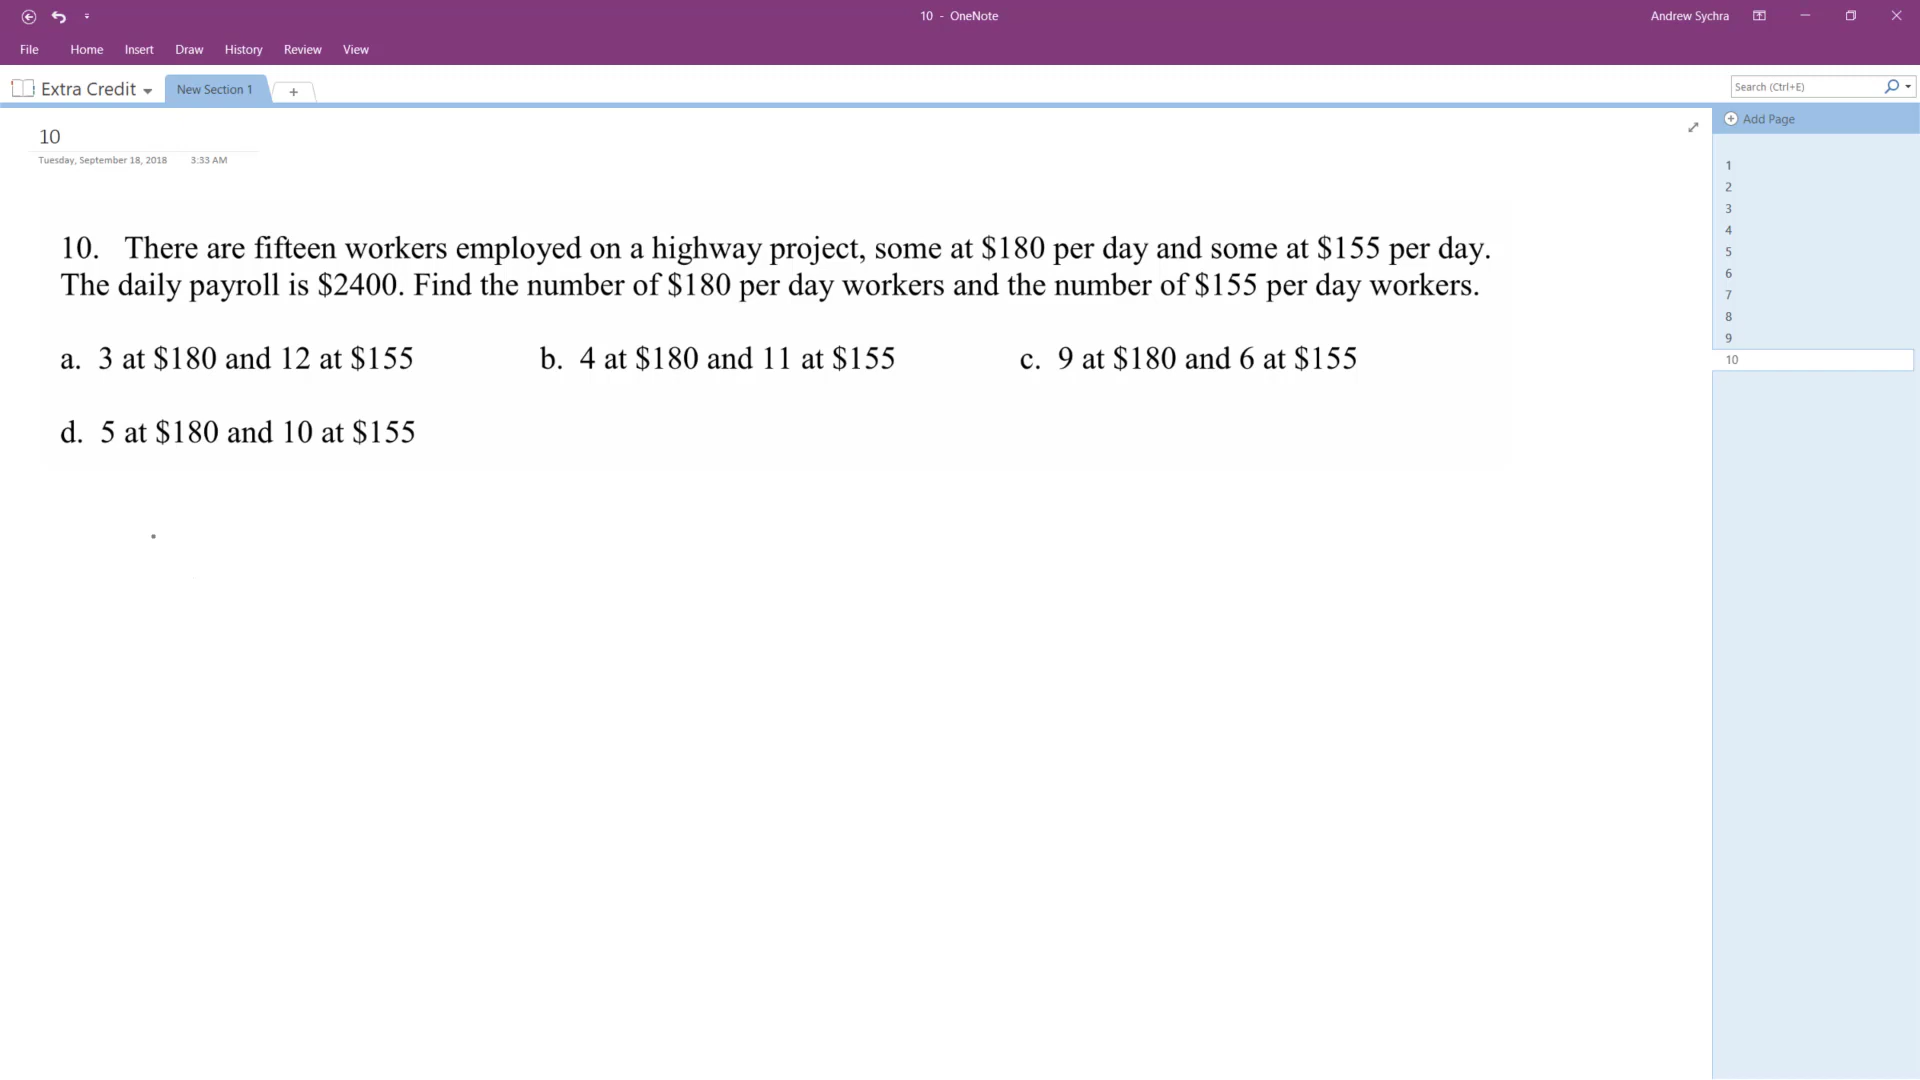 10 - OneNote
Andrew Sychra
File Home Insert Draw History Review View
Extra Credit
New Section 1
+
Search (Ctrl+E)
Add Page
10
Tuesday, September 18, 2018 3:33 AM
10. There are fifteen workers employed on a highway project, some at $180 per day and some at $155 per day.
The daily payroll is $2400. Find the number of $180 per day workers and the number of $155 per day workers.
a. 3 at $180 and 12 at $155 b. 4 at $180 and 11 at $155 c. 9 at $180 and 6 at $155
d. 5 at $180 and 10 at $155
1
2
3
4
5
6
7
8
9
10